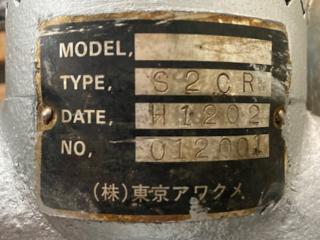 MODEL,
TYPE, S2CR
DATE, H1202
NO, 012001
(株)東京アワクメ